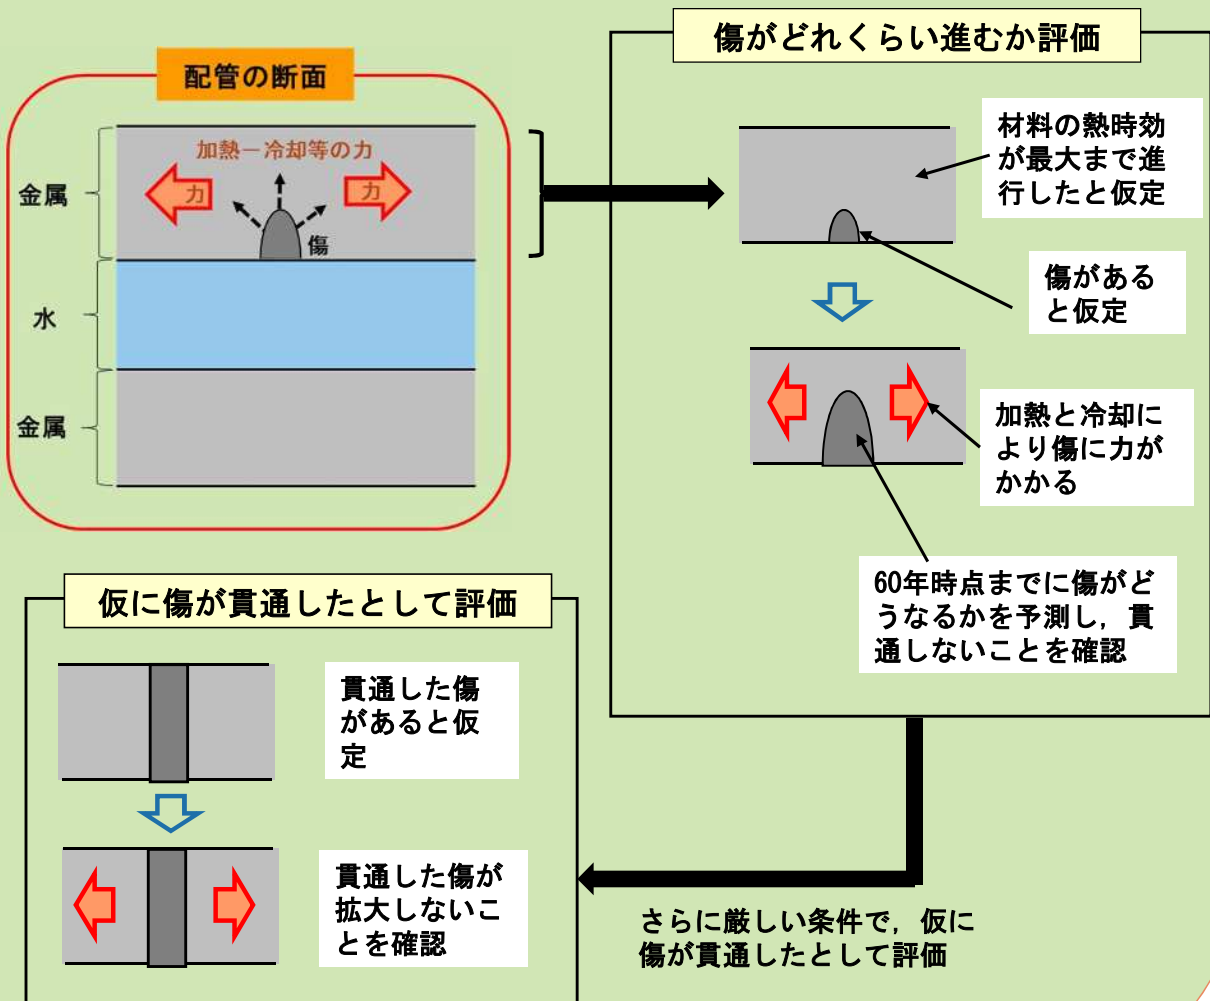 配管の断面
加熱－冷却等の力
力
力
傷
金属
水
金属
傷がどれくらい進むか評価
材料の熱時効
が最大まで進
行したと仮定
傷がある
と仮定
加熱と冷却に
より傷に力が
かかる
60年時点までに傷がど
うなるかを予測し，貫
通しないことを確認
さらに厳しい条件で，仮に
傷が貫通したとして評価
仮に傷が貫通したとして評価
貫通した傷
があると仮
定
貫通した傷が
拡大しないこ
とを確認